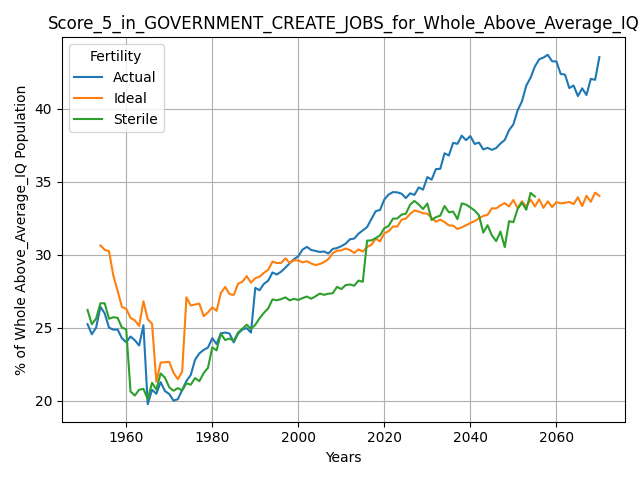 Score_5_in_GOVERNMENT_CREATE_JOBS_for_Whole_Above_Average_IQ
Fertility
Actual
Ideal
Sterile
% of Whole Above_Average_IQ Population
40
35
30
25
20
1960
1980
2000
2020
2040
2060
Years